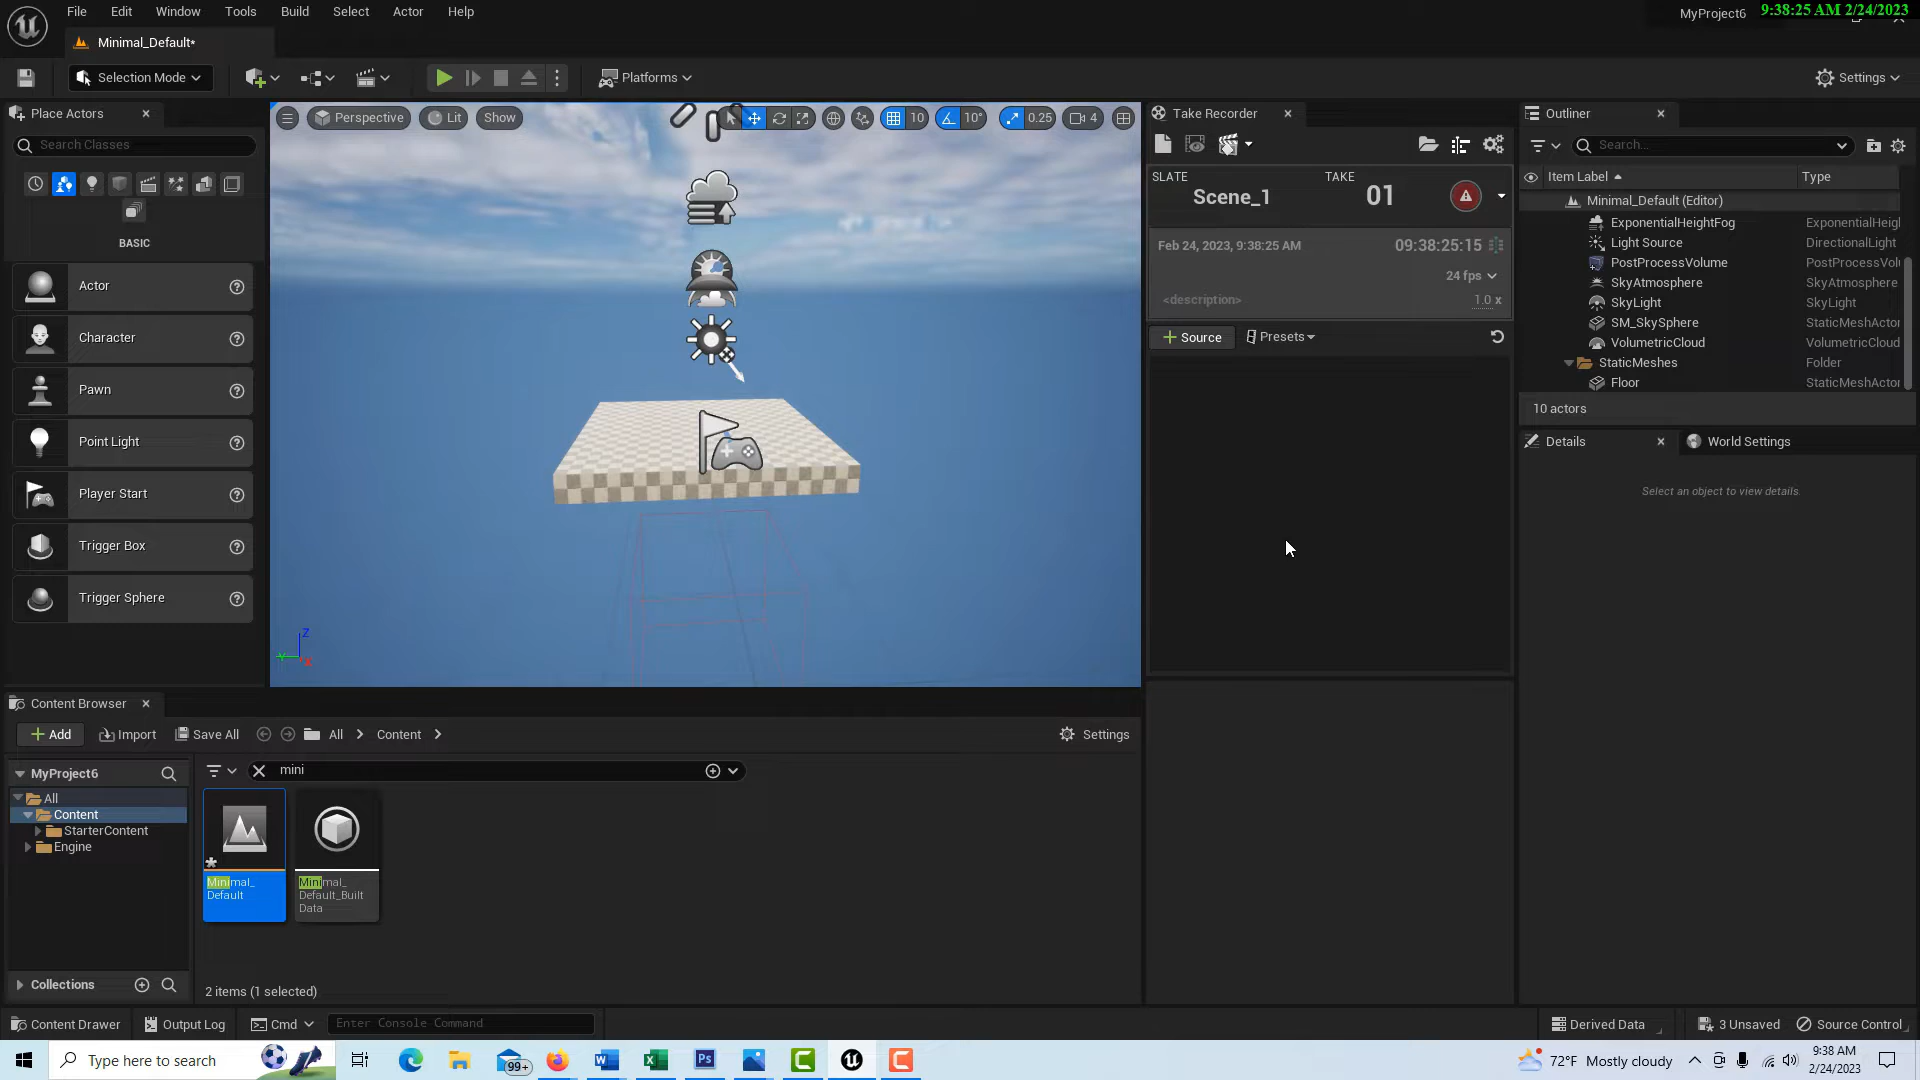 File Edit Window Tools Build Select Actor Help
MyProject6 9:38:25 AM 2/24/2023
Minimal_Default*
Selection Mode
Platforms
Settings
Place Actors
Search Classes
BASIC
Actor
Character
Pawn
Point Light
Player Start
Trigger Box
Trigger Sphere
Perspective Lit Show
10 10° 0.25 4
Take Recorder
SLATE TAKE
Scene_1 01
Feb 24, 2023, 9:38:25 AM 09:38:25:15
24 fps
<description> 1.0 x
+ Source Presets
Outliner
Search...
Item Label Type
Minimal_Default (Editor)
ExponentialHeightFog ExponentialHeigl
Light Source DirectionalLight
PostProcessVolume PostProcessVolu
SkyAtmosphere SkyAtmosphere
SkyLight SkyLight
SM_SkySphere StaticMeshActor
VolumetricCloud VolumetricCloud
StaticMeshes Folder
Floor StaticMeshActor
10 actors
Details World Settings
Select an object to view details.
Content Browser
+ Add Import Save All All > Content > Settings
MyProject6
All
Content
StarterContent
Engine
Collections
mini
Minimal_
Default
Minimal_
Default_Built
Data
2 items (1 selected)
Content Drawer Output Log Cmd Enter Console Command
Derived Data 3 Unsaved Source Control
Type here to search
99+
72°F Mostly cloudy
9:38 AM
2/24/2023